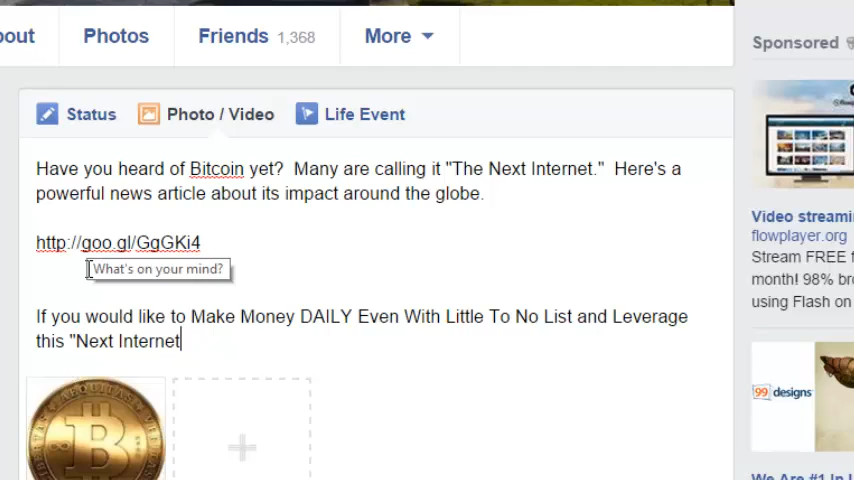 Photos
Friends 1,368
More
Sponsored
Status
Photo / Video
Life Event
Have you heard of Bitcoin yet?  Many are calling it "The Next Internet."  Here's a
powerful news article about its impact around the globe.
http://goo.gl/GgGKi4
What's on your mind?
If you would like to Make Money DAILY Even With Little To No List and Leverage
this "Next Internet
Video streami
flowplayer.org
Stream FREE f
month! 98% bro
using Flash on
99 designs
We Are #1 In I